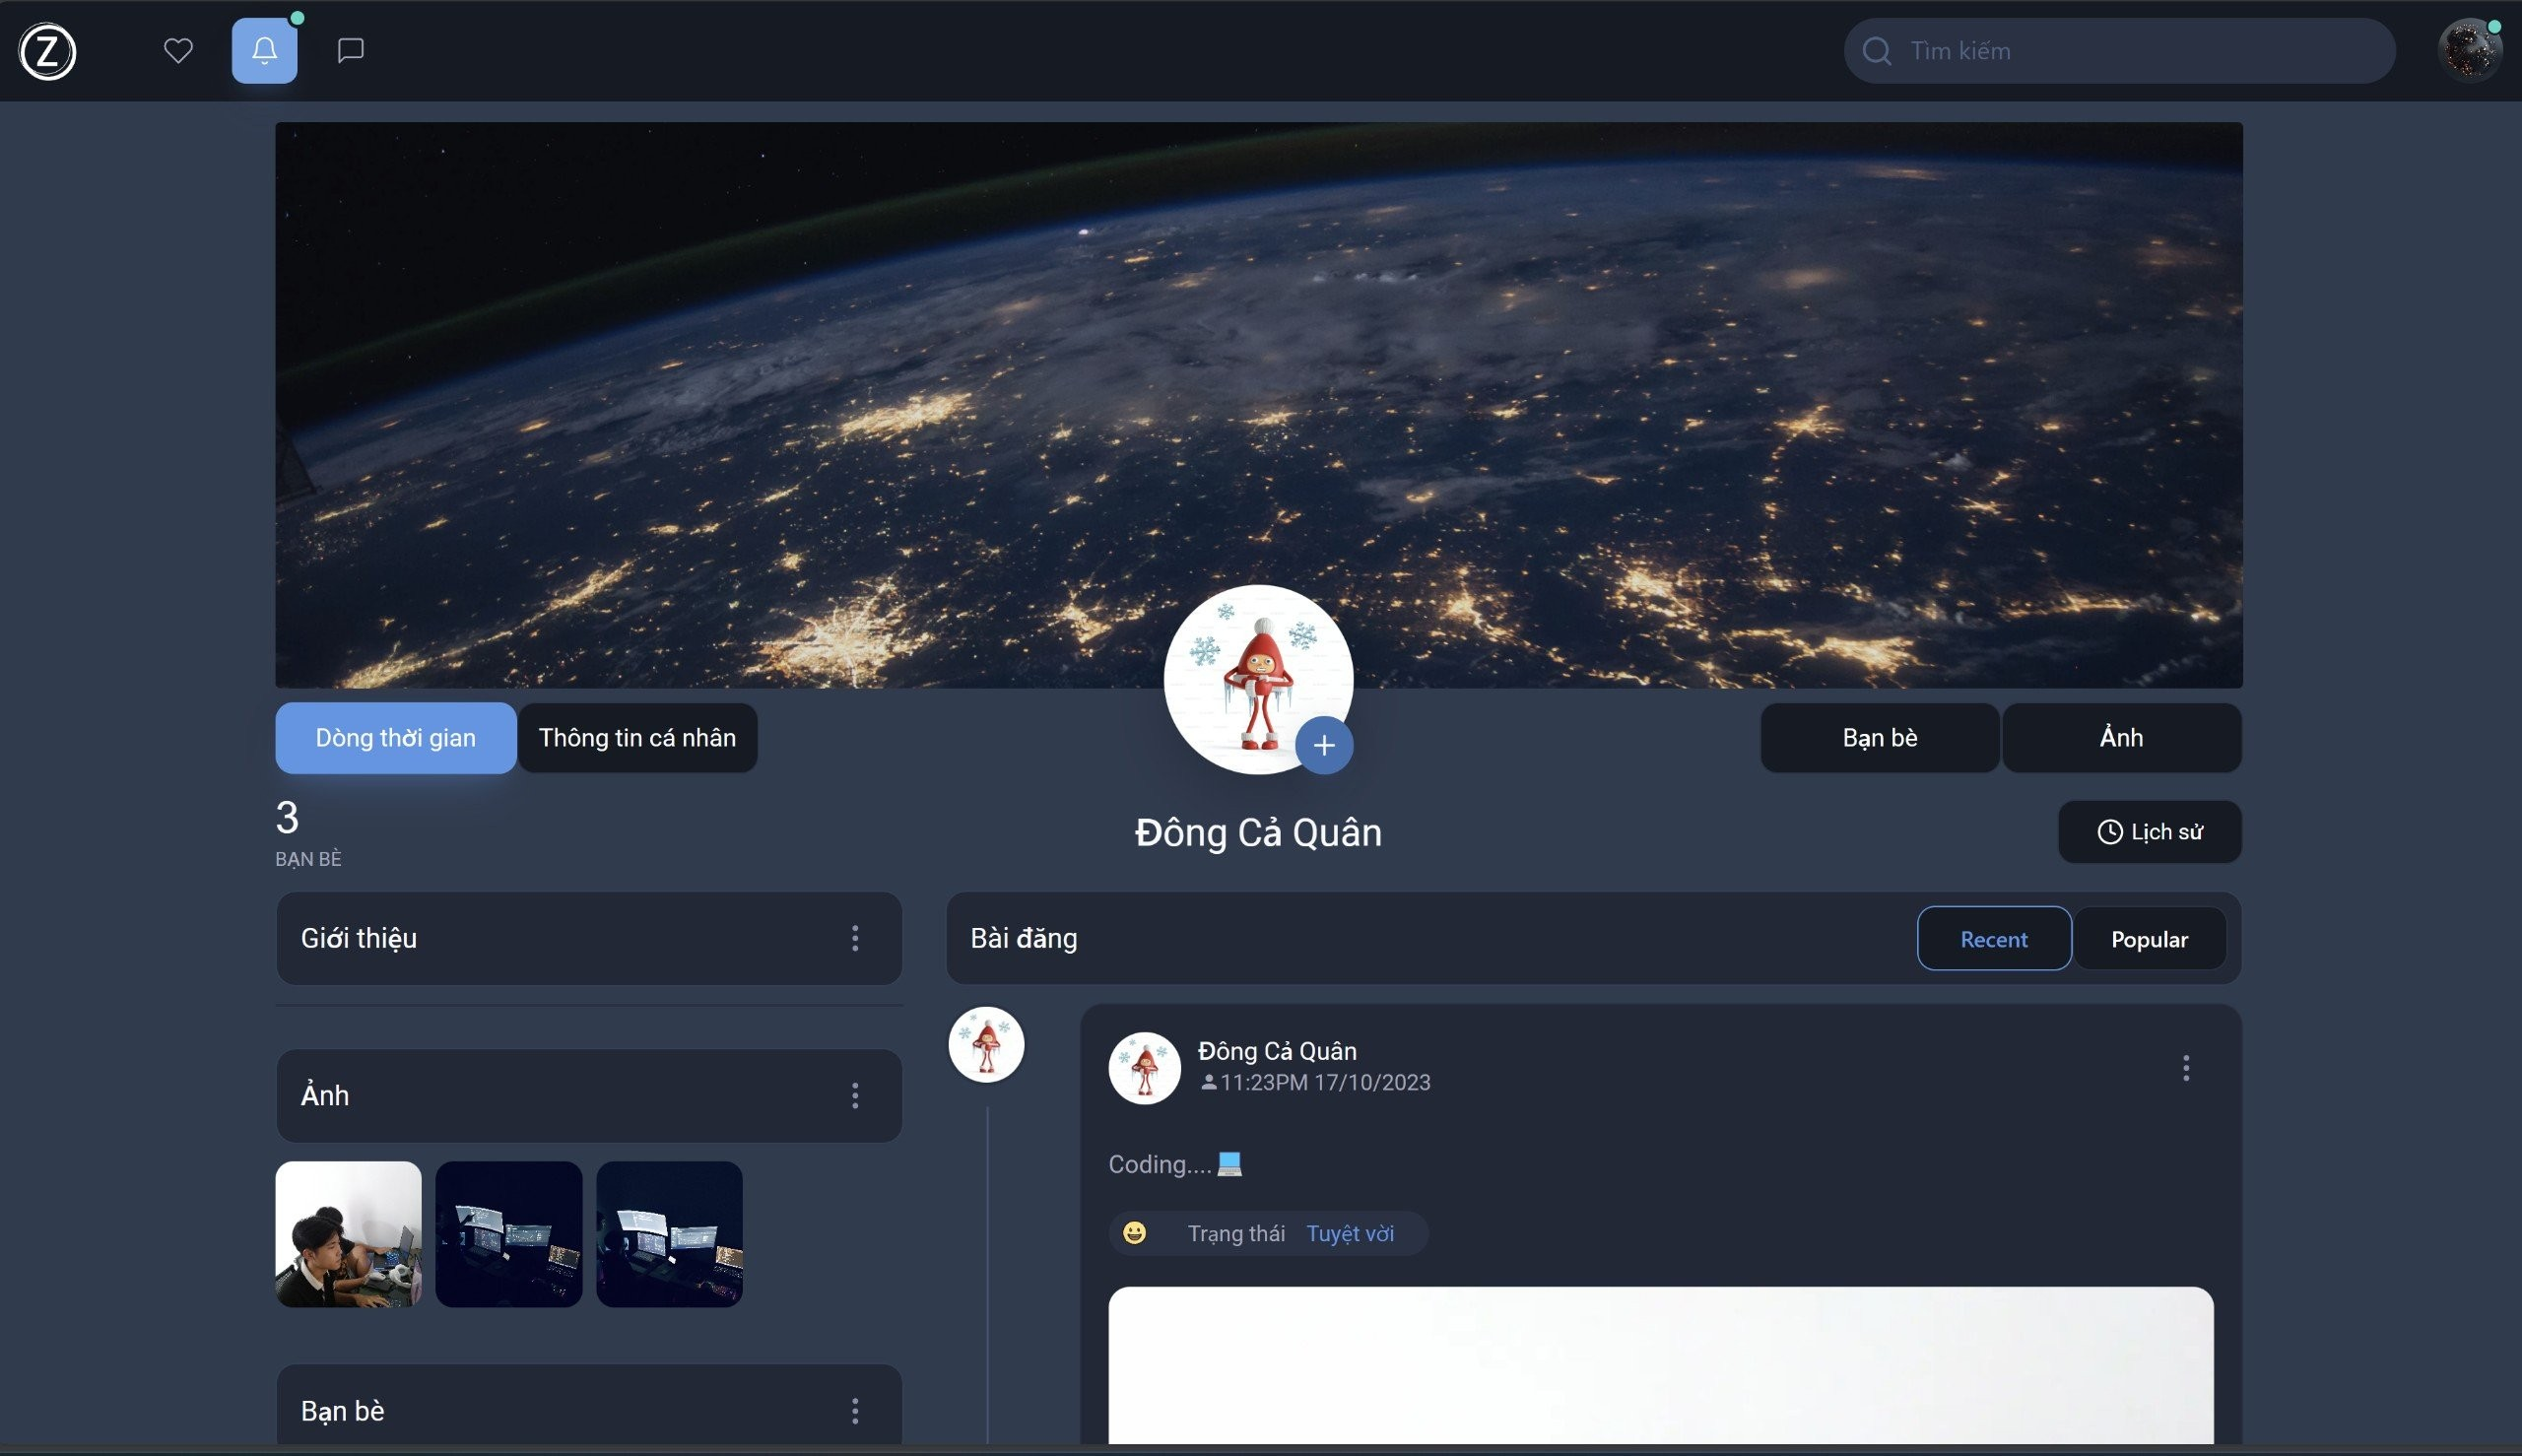 Z
Tìm kiếm
Dòng thời gian
Thông tin cá nhân
Bạn bè
Ảnh
3
BẠN BÈ
Đông Cả Quân
Lịch sử
Giới thiệu
Bài đăng
Recent
Popular
Ảnh
Đông Cả Quân
11:23PM 17/10/2023
Coding....💻
Trạng thái Tuyệt vời
Bạn bè